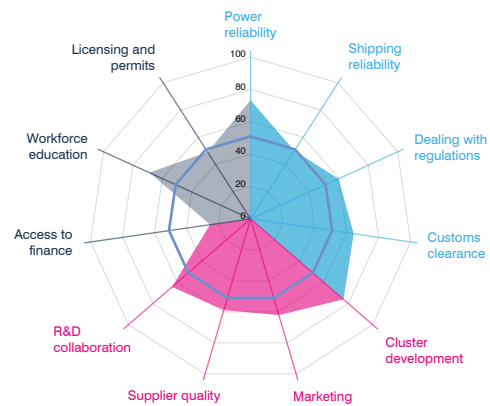 Power
reliability
Shipping
reliability
Licensing and
permits
100
80
60
40
20
0
Workforce
education
Dealing with
regulations
Access to
finance
Customs
clearance
R&D
collaboration
Cluster
development
Supplier quality
Marketing